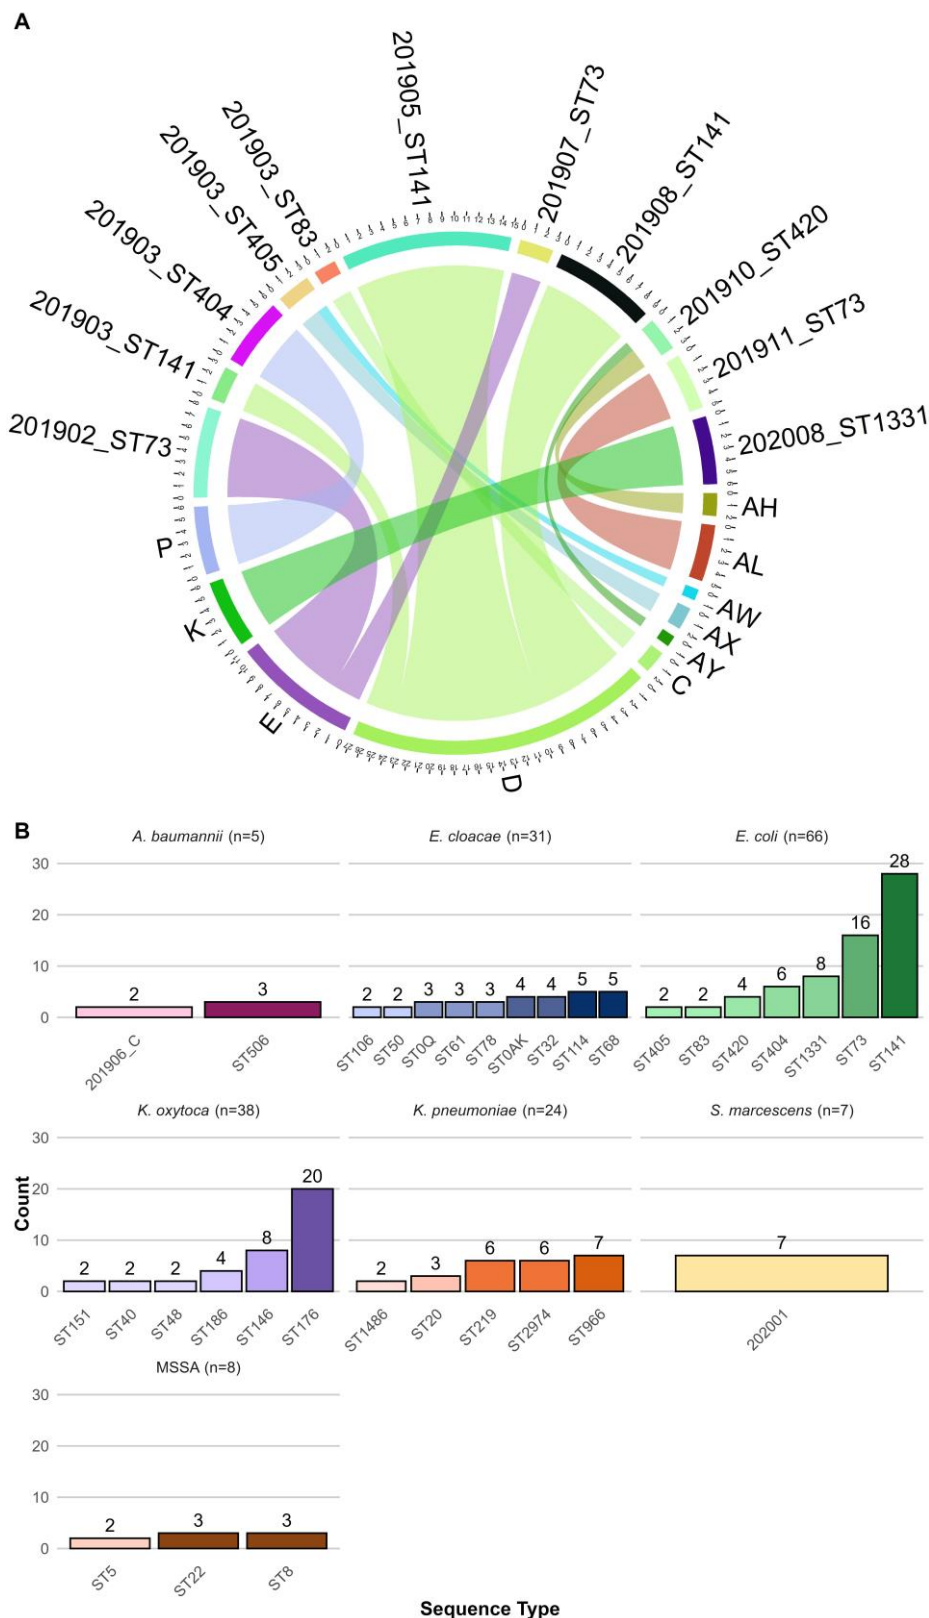 A
201905_ST141
201907_ST73
201903_ST83
201908_ST141
201903_ST405
201910_ST420
201903_ST404
201911_ST73
201903_ST141
202008_ST1331
201902_ST73
AH
P
AL
AW
K
AX
AY
C
E
D
B
A. baumannii (n=5)
E. cloacae (n=31)
E. coli (n=66)
30
20
10
0
2
3
2
2
3
3
3
4
4
5
5
2
2
4
6
8
16
28
201906_C
ST506
ST106
ST50
ST0Q
ST61
ST78
ST0AK
ST32
ST114
ST68
ST405
ST83
ST420
ST404
ST1331
ST73
ST141
K. oxytoca (n=38)
K. pneumoniae (n=24)
S. marcescens (n=7)
Count
30
20
10
0
2
2
2
4
8
20
2
3
6
6
7
7
ST151
ST40
ST48
ST186
ST146
ST176
ST1486
ST20
ST219
ST2974
ST966
202001
MSSA (n=8)
30
20
10
0
2
3
3
ST5
ST22
ST8
Sequence Type